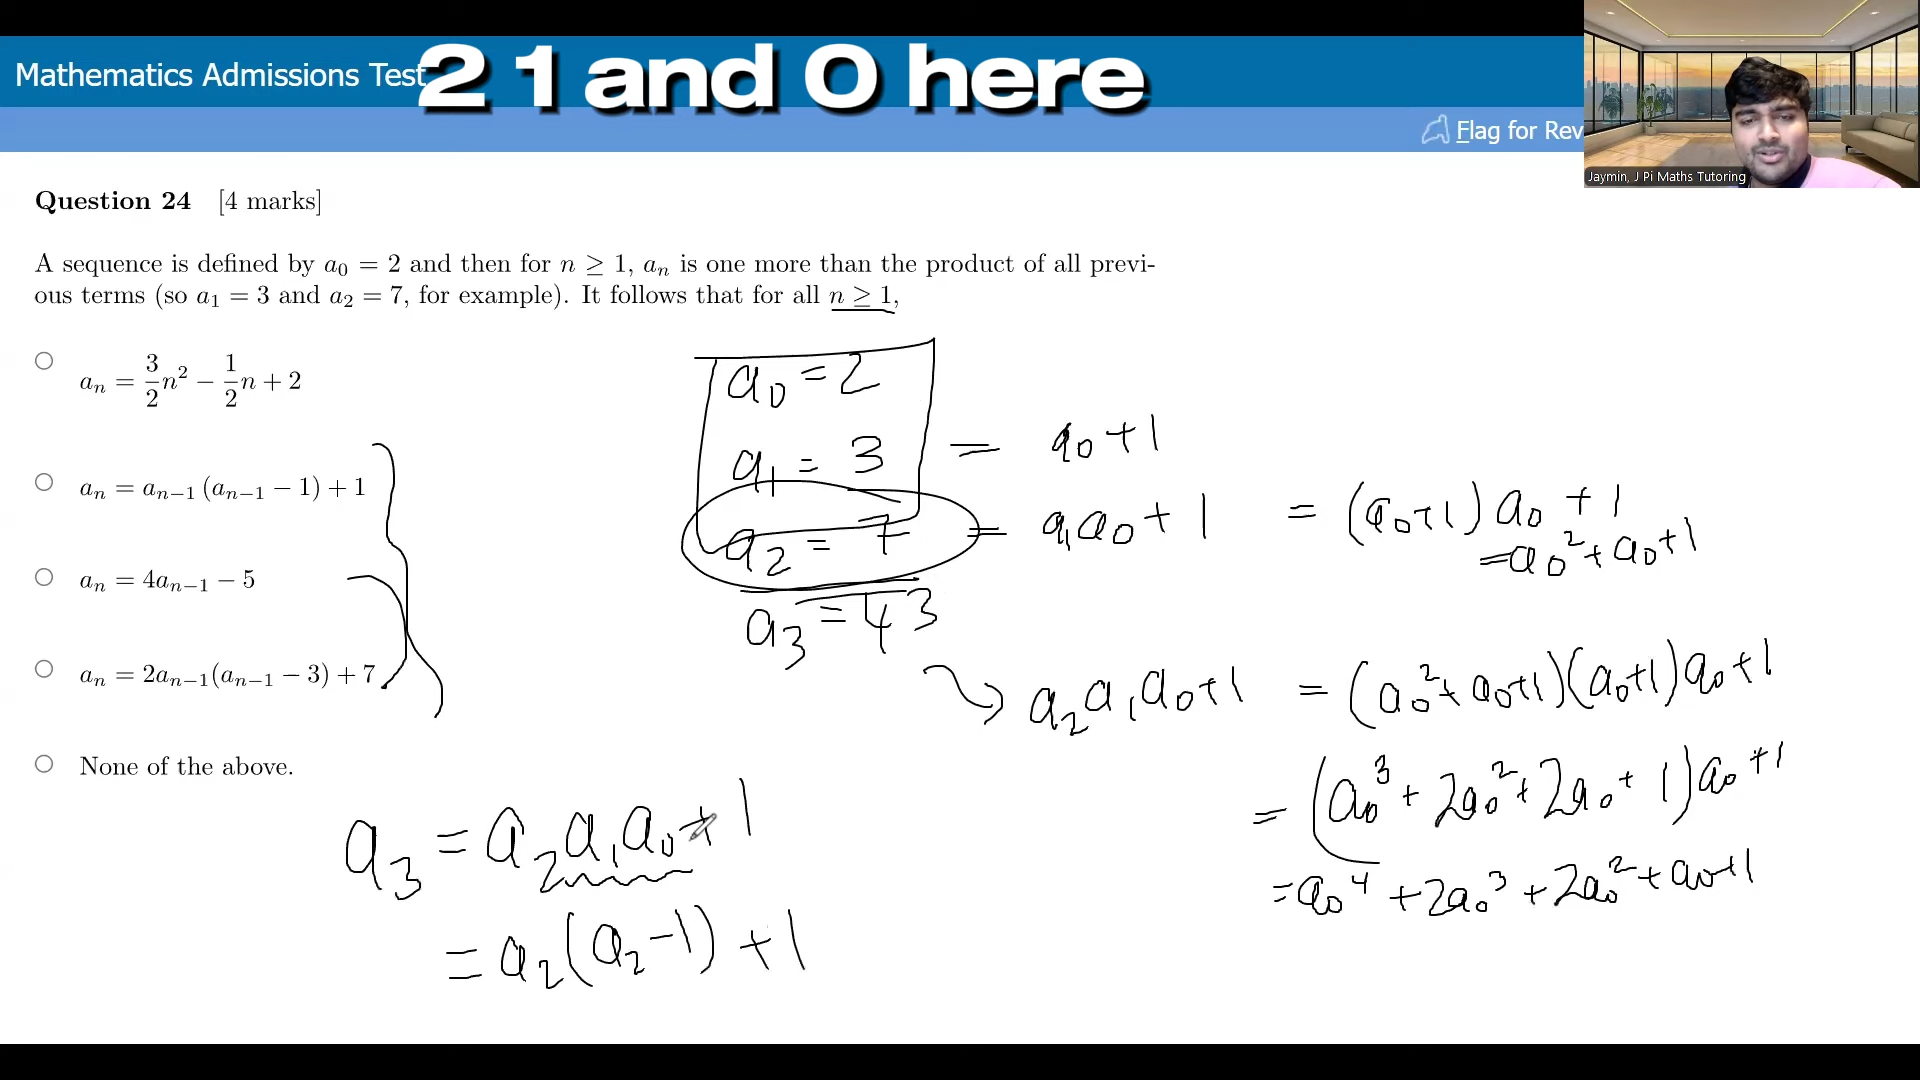 Mathematics Admissions Test
2 1 and 0 here
Flag for Rev
Jaymin, J Pi Maths Tutoring
Question 24 [4 marks]
A sequence is defined by a₀ = 2 and then for n ≥ 1, aₙ is one more than the product of all previ-
ous terms (so a₁ = 3 and a₂ = 7, for example). It follows that for all n ≥ 1,
aₙ = 3/2 n² − 1/2 n + 2
aₙ = aₙ₋₁ (aₙ₋₁ − 1) + 1
aₙ = 4aₙ₋₁ − 5
aₙ = 2aₙ₋₁(aₙ₋₁ − 3) + 7
None of the above.
a₀ = 2
a₁ = 3 = a₀ + 1
a₂ = 7 = a₁a₀ + 1 = (a₀+1) a₀ + 1
= a₀² + a₀ + 1
a₃ = 43
a₂a₁a₀+1 = (a₀² + a₀+1)(a₀+1)a₀+1
= (a₀³ + 2a₀² + 2a₀ + 1)a₀ + 1
= a₀⁴ + 2a₀³ + 2a₀² + a₀+1
a₃ = a₂a₁a₀ + 1
= a₂(a₂−1) + 1